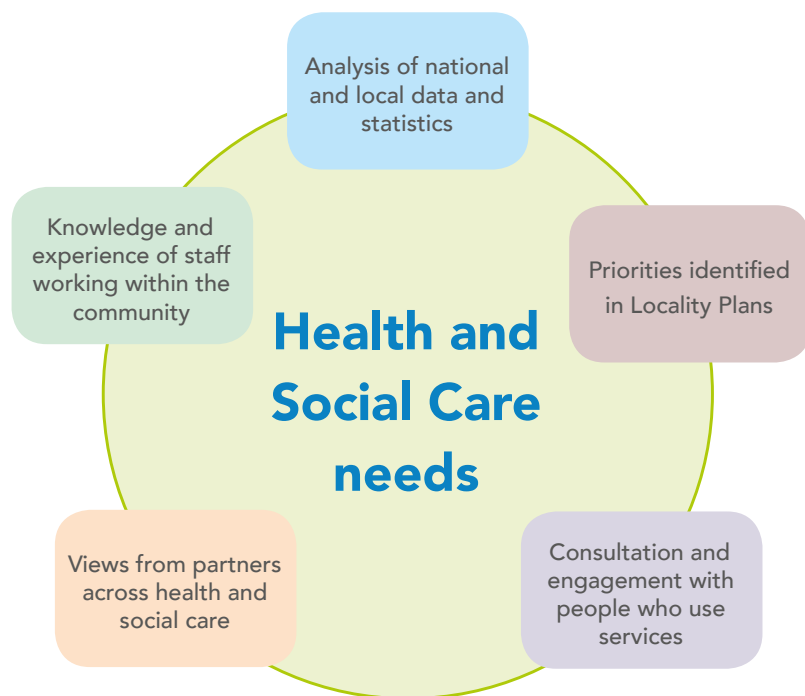 Analysis of national
and local data and
statistics
Knowledge and
experience of staff
working within the
community
Priorities identified
in Locality Plans
Health and
Social Care
needs
Views from partners
across health and
social care
Consultation and
engagement with
people who use
services